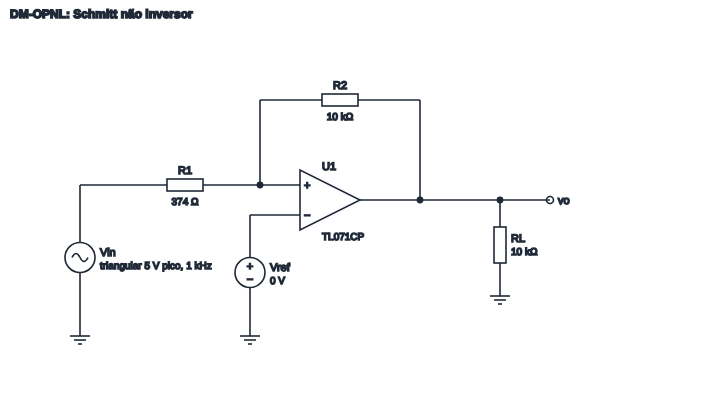 DM-OPNL: Schmitt não inversor
R2
10 kΩ
R1
374 Ω
U1
+
−
TL071CP
Vin
triangular 5 V pico, 1 kHz
+
−
Vref
0 V
vo
RL
10 kΩ